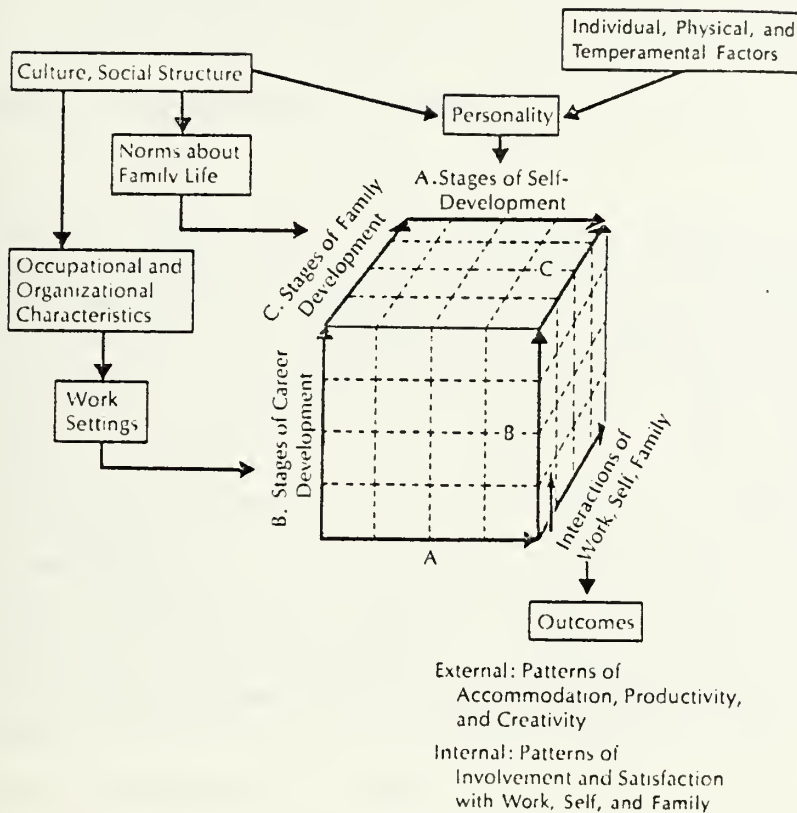 Individual, Physical, and
Temperamental Factors
Culture, Social Structure
Personality
Norms about
Family Life
A. Stages of Self-
Development
C. Stages of Family
Development
Occupational and
Organizational
Characteristics
C
Work
Settings
B. Stages of Career
Development
B
Interactions of
Work, Self, Family
A
Outcomes
External: Patterns of
Accommodation, Productivity,
and Creativity
Internal: Patterns of
Involvement and Satisfaction
with Work, Self, and Family